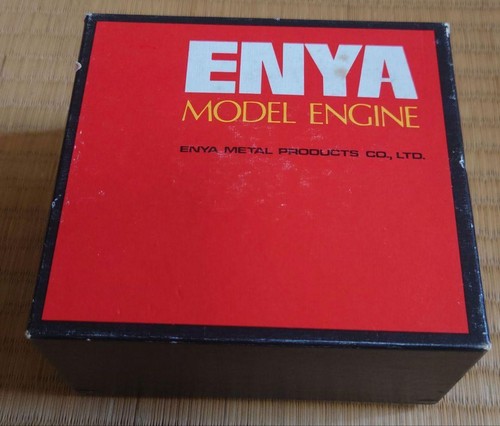 ENYA
MODEL ENGINE
ENYA METAL PRODUCTS CO., LTD.